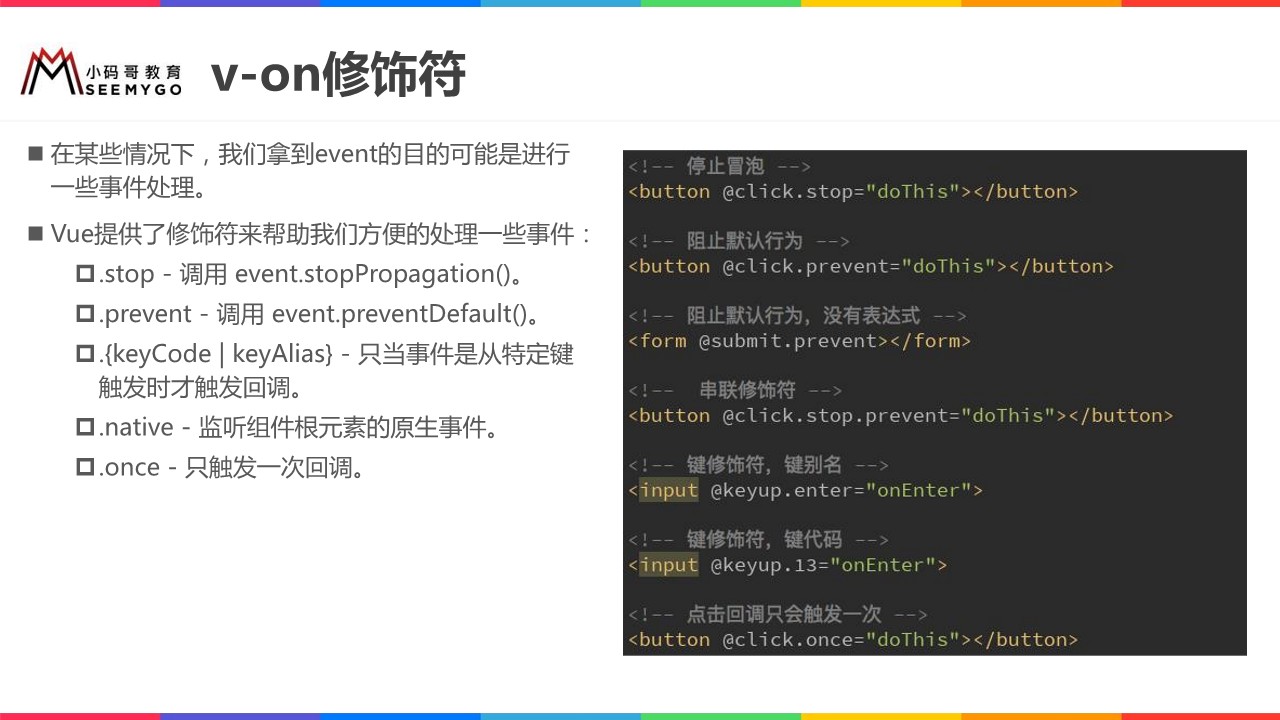 小码哥教育
SEEMYGO
v-on修饰符
在某些情况下，我们拿到event的目的可能是进行
一些事件处理。
Vue提供了修饰符来帮助我们方便的处理一些事件：
.stop - 调用 event.stopPropagation()。
.prevent - 调用 event.preventDefault()。
.{keyCode | keyAlias} - 只当事件是从特定键
触发时才触发回调。
.native - 监听组件根元素的原生事件。
.once - 只触发一次回调。
<!-- 停止冒泡 -->
<button @click.stop="doThis"></button>
<!-- 阻止默认行为 -->
<button @click.prevent="doThis"></button>
<!-- 阻止默认行为，没有表达式 -->
<form @submit.prevent></form>
<!--  串联修饰符 -->
<button @click.stop.prevent="doThis"></button>
<!-- 键修饰符，键别名 -->
<input @keyup.enter="onEnter">
<!-- 键修饰符，键代码 -->
<input @keyup.13="onEnter">
<!-- 点击回调只会触发一次 -->
<button @click.once="doThis"></button>